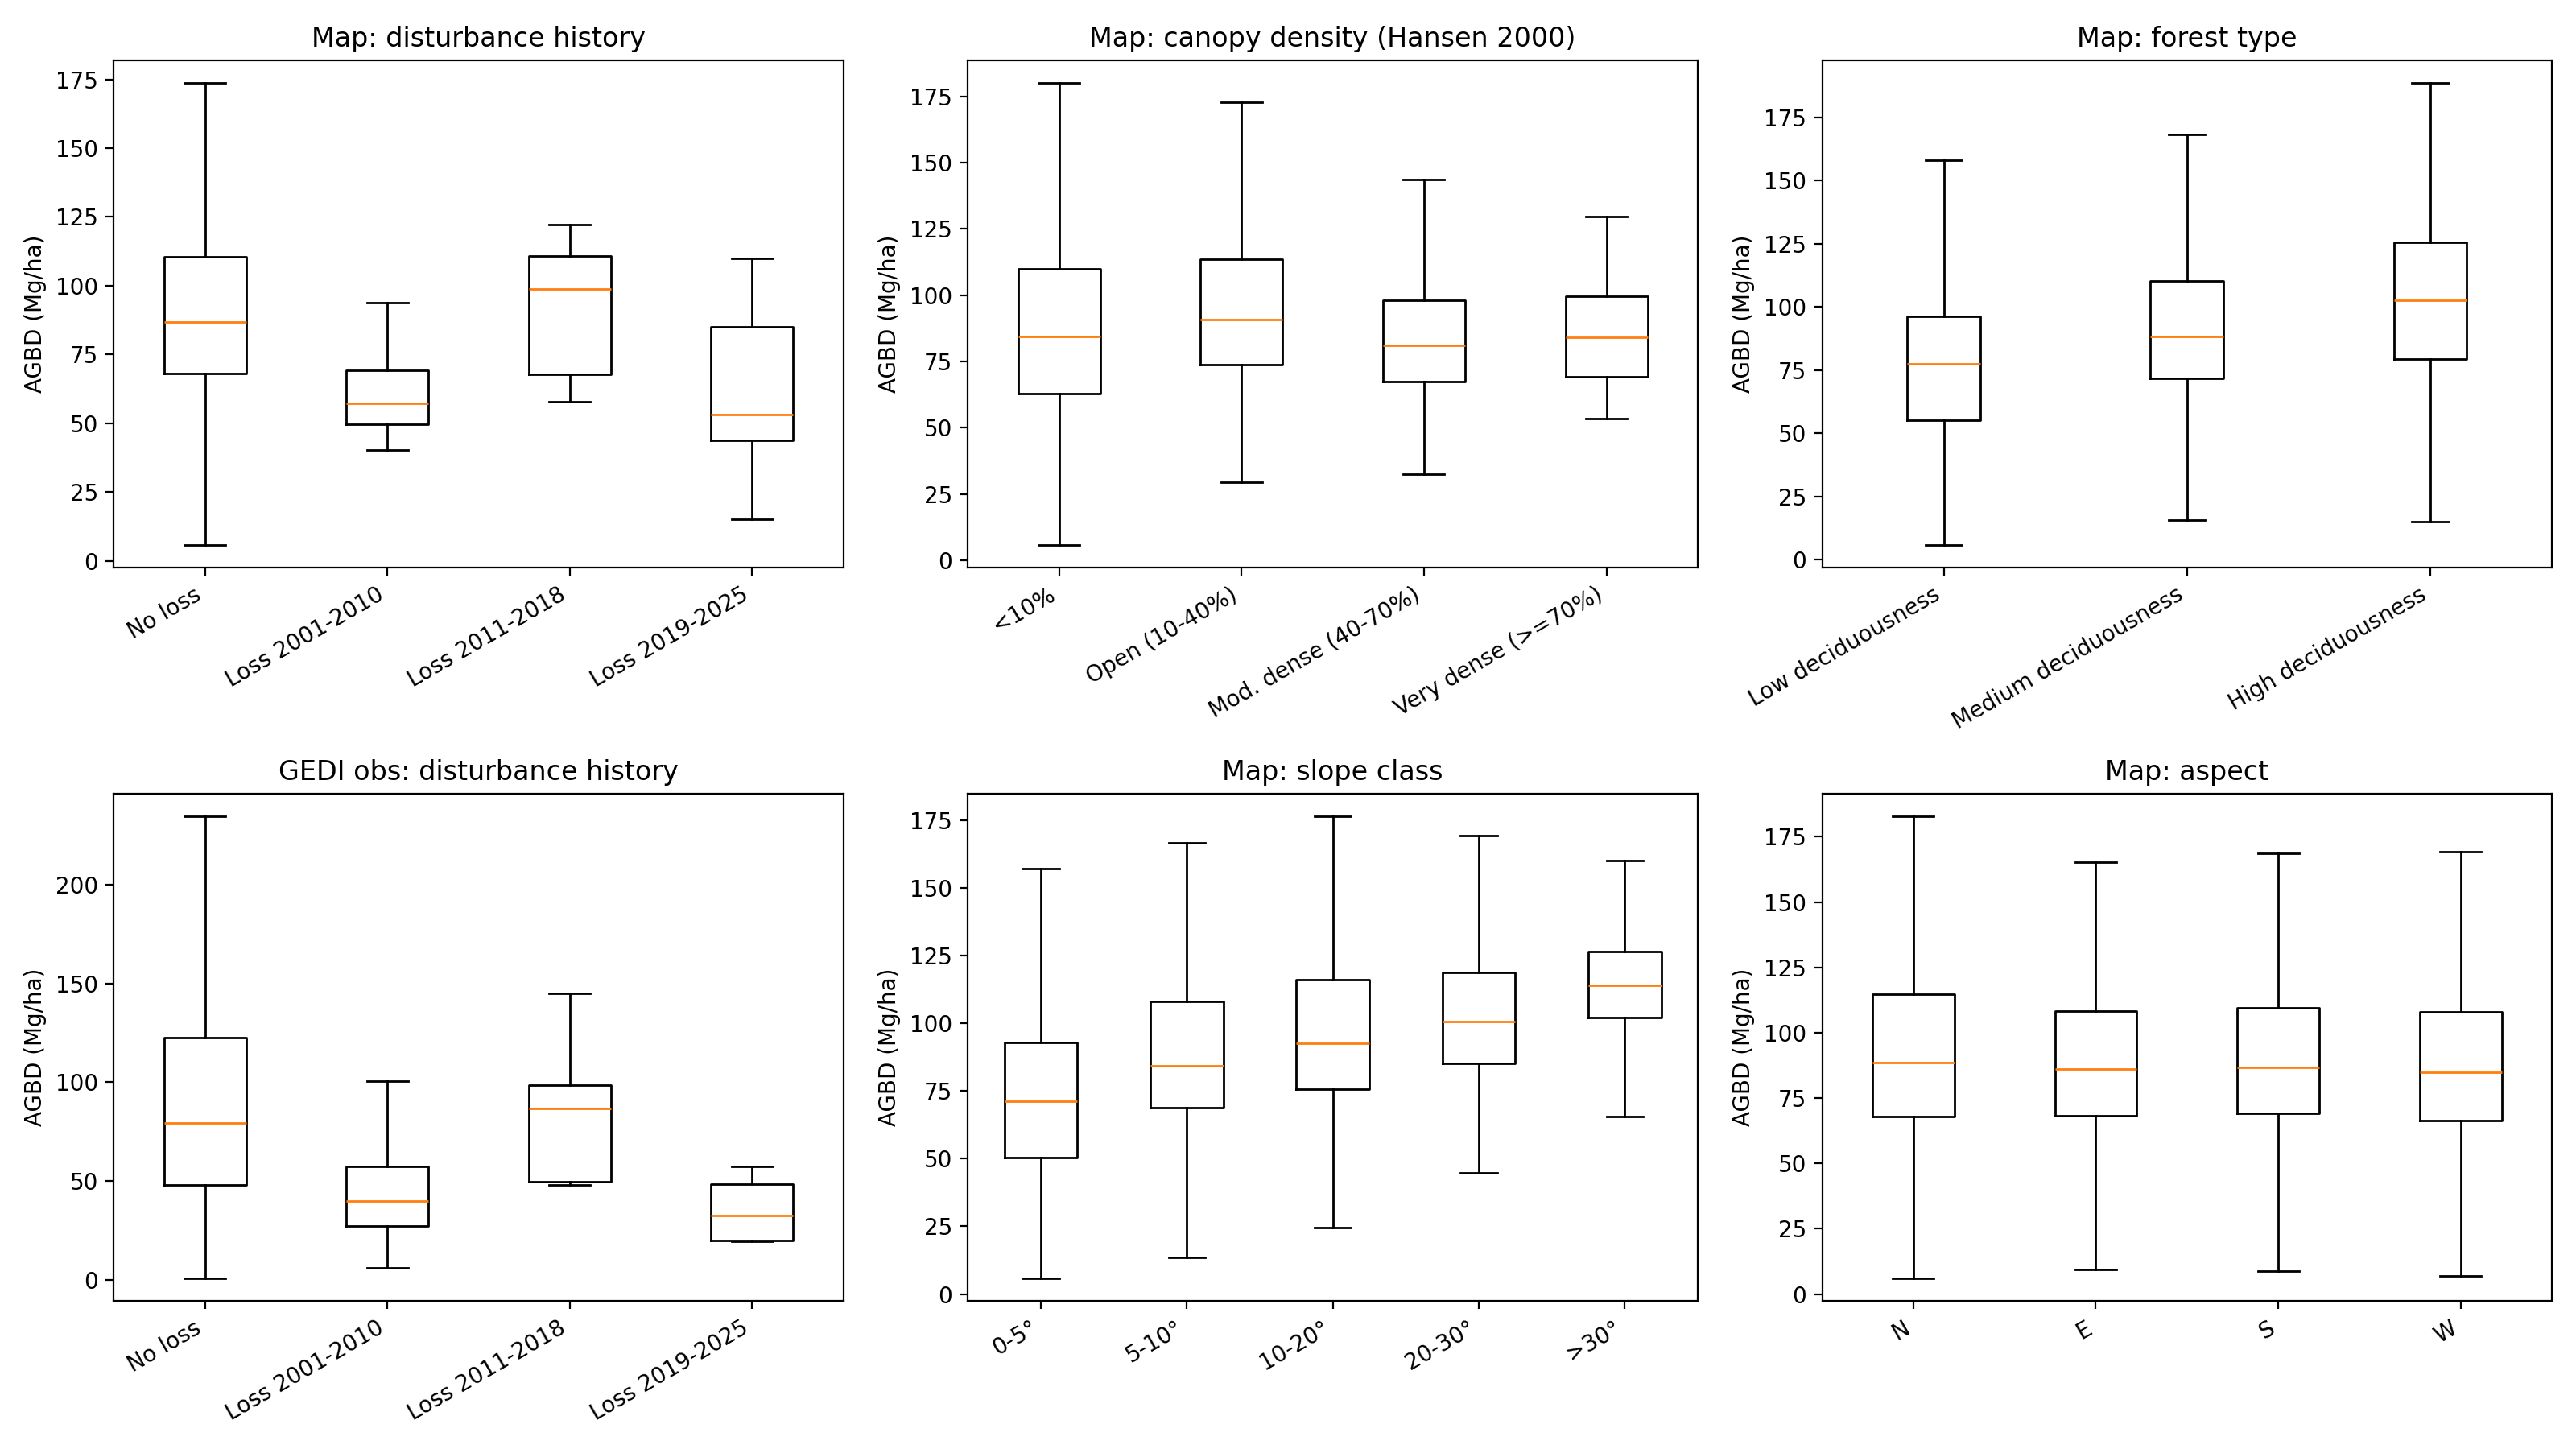 Map: disturbance history
AGBD (Mg/ha)
175
150
125
100
75
50
25
0
No loss
Loss 2001-2010
Loss 2011-2018
Loss 2019-2025
Map: canopy density (Hansen 2000)
AGBD (Mg/ha)
175
150
125
100
75
50
25
0
<10%
Open (10-40%)
Mod. dense (40-70%)
Very dense (>=70%)
Map: forest type
AGBD (Mg/ha)
175
150
125
100
75
50
25
0
Low deciduousness
Medium deciduousness
High deciduousness
GEDI obs: disturbance history
AGBD (Mg/ha)
200
150
100
50
0
No loss
Loss 2001-2010
Loss 2011-2018
Loss 2019-2025
Map: slope class
AGBD (Mg/ha)
175
150
125
100
75
50
25
0
0-5°
5-10°
10-20°
20-30°
>30°
Map: aspect
AGBD (Mg/ha)
175
150
125
100
75
50
25
0
N
E
S
W